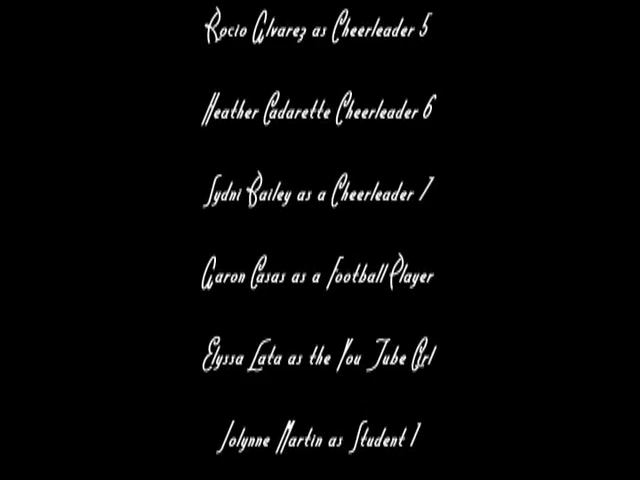 Rocio Alvarez as Cheerleader 5
Heather Cadarette Cheerleader 6
Sydni Bailey as a Cheerleader 7
Aaron Casas as a Football Player
Elyssa Lata as the You Tube Grl
Jolynne Martin as Student 1